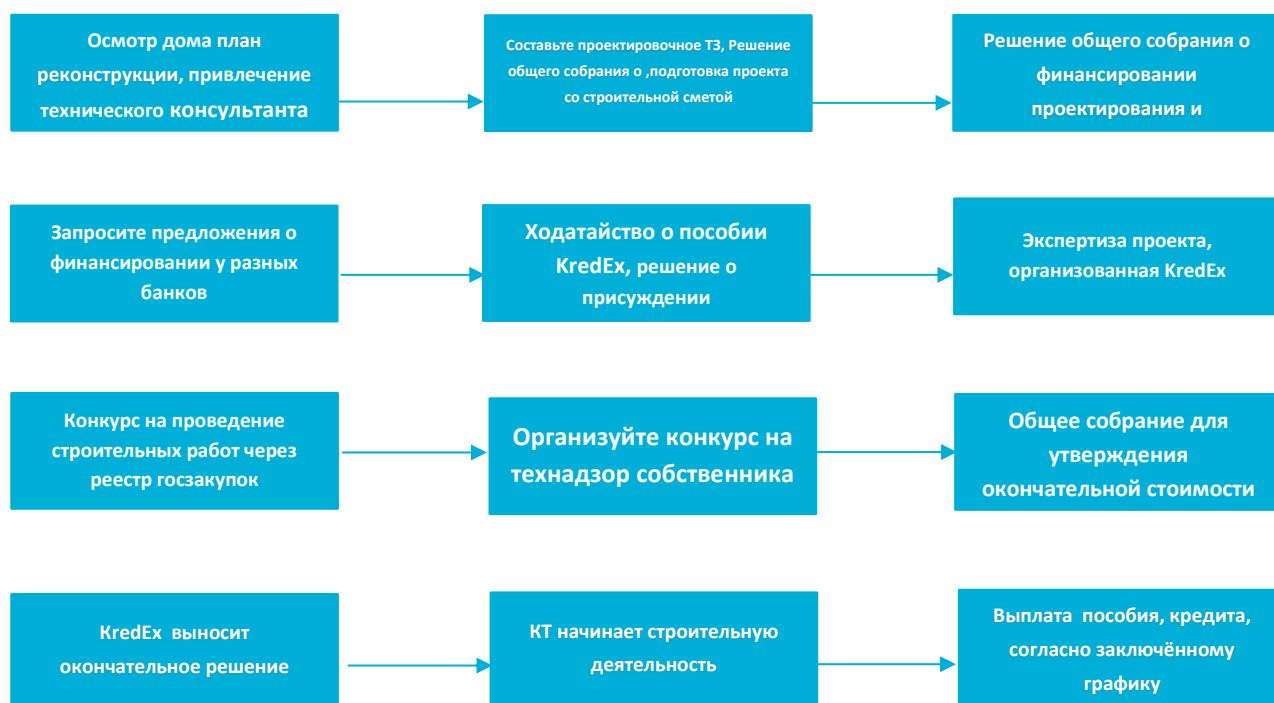 Осмотр дома план
реконструкции, привлечение
технического консультанта
Составьте проектировочное ТЗ, Решение
общего собрания о ,подготовка проекта
со строительной сметой
Решение общего собрания о
финансировании
проектирования и
Запросите предложения о
финансировании у разных
банков
Ходатайство о пособии
KredEx, решение о
присуждении
Экспертиза проекта,
организованная KredEx
Конкурс на проведение
строительных работ через
реестр госзакупок
Организуйте конкурс на
технадзор собственника
Общее собрание для
утверждения
окончательной стоимости
KredEx выносит
окончательное решение
КТ начинает строительную
деятельность
Выплата пособия, кредита,
согласно заключённому
графику